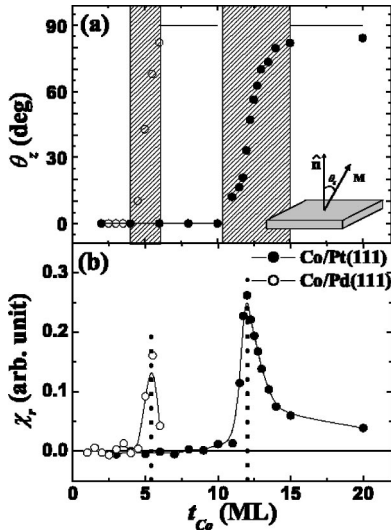 (a)
90
60
30
0
θz (deg)
n̂
θz
M
(b)
Co/Pt(111)
Co/Pd(111)
0.3
0.2
0.1
0.0
χr (arb. unit)
0 5 10 15 20
tCo (ML)